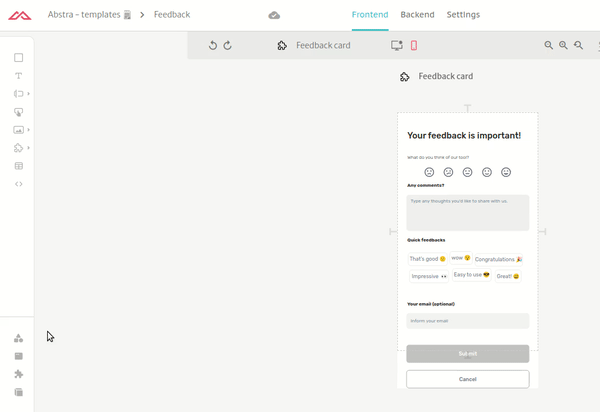 Abstra – templates > Feedback
Frontend Backend Settings
Feedback card
Feedback card
Your feedback is important!
What do you think of our tool?
Any comments?
Type any thoughts you'd like to share with us.
Quick feedbacks
That's good 🙂 wow 😯 Congratulations 🎉
Impressive 👀 Easy to use 😎 Great! 😄
Your email (optional)
Inform your email
Submit
Cancel